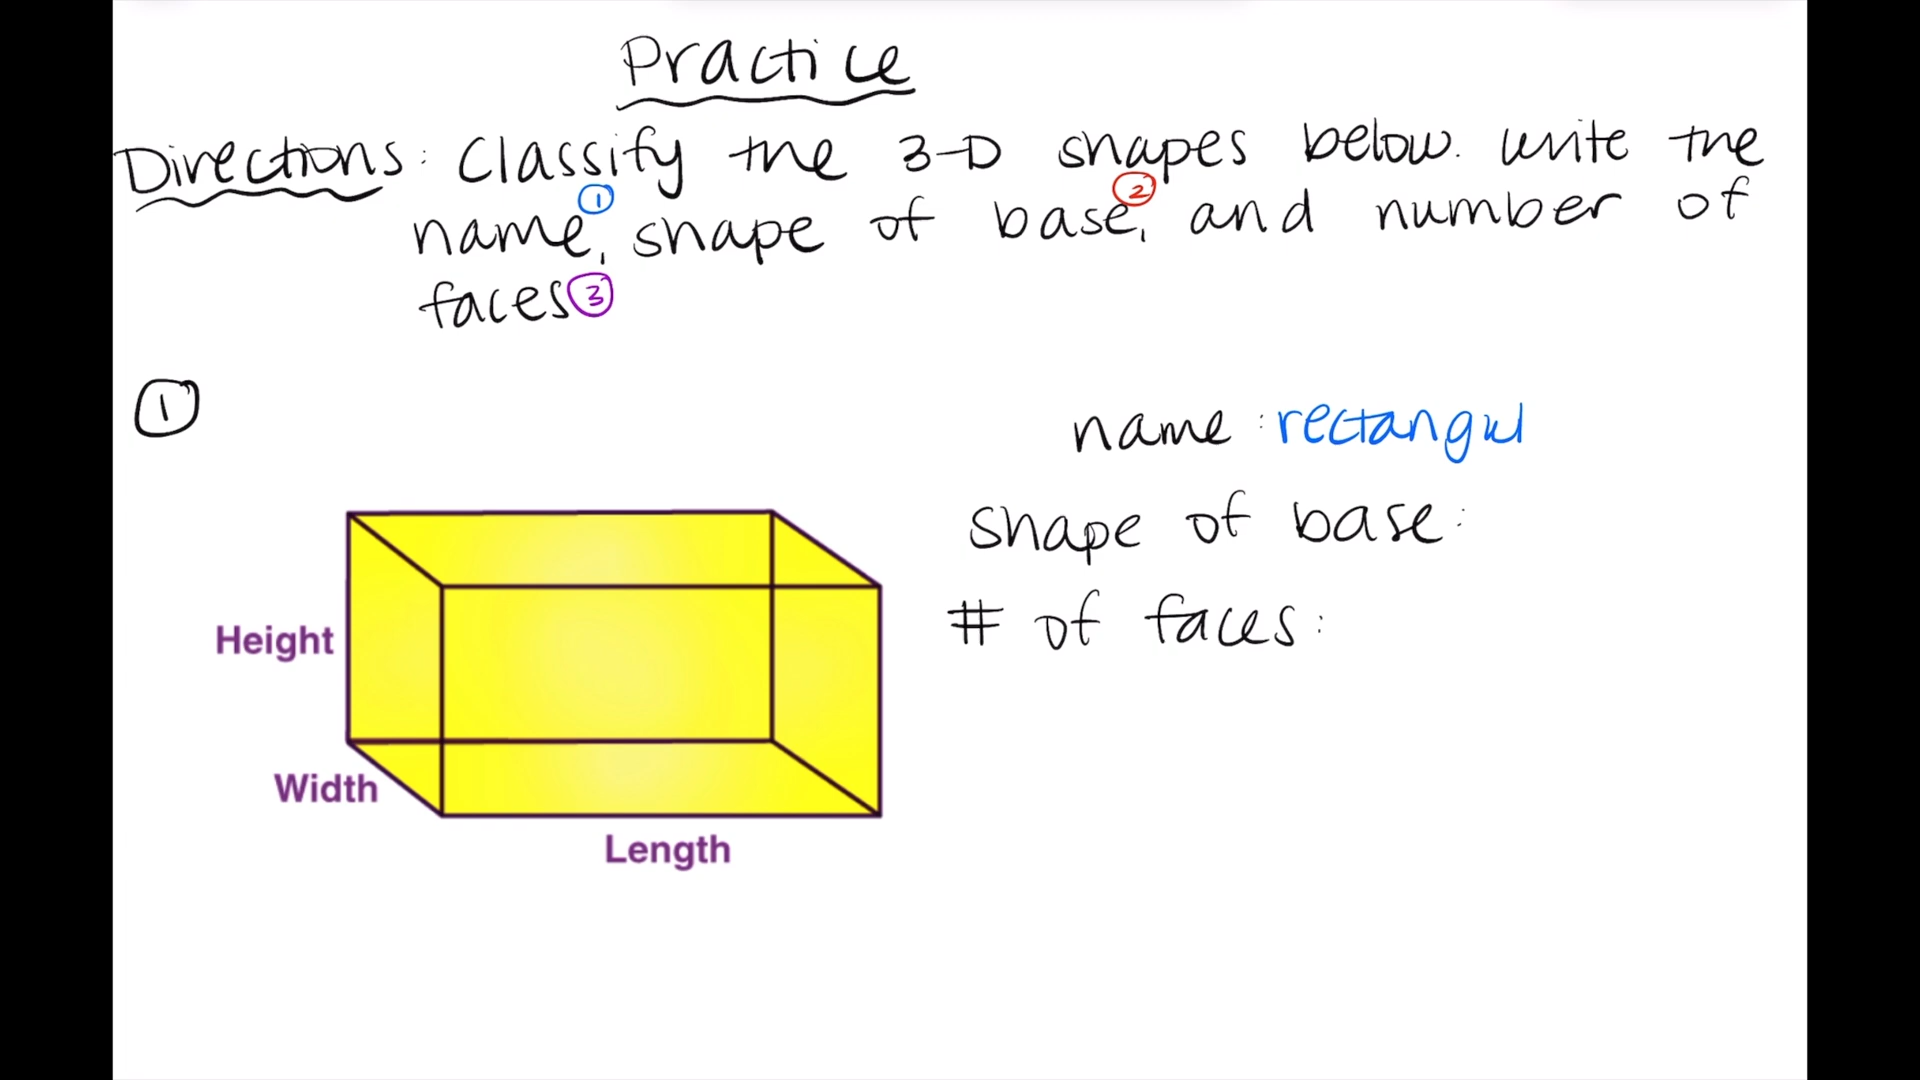 Practice
Directions: Classify the 3-D shapes below. Write the
name, ① shape of base, ② and number of
faces ③
①
name: rectangul
shape of base:
# of faces:
Height
Width
Length